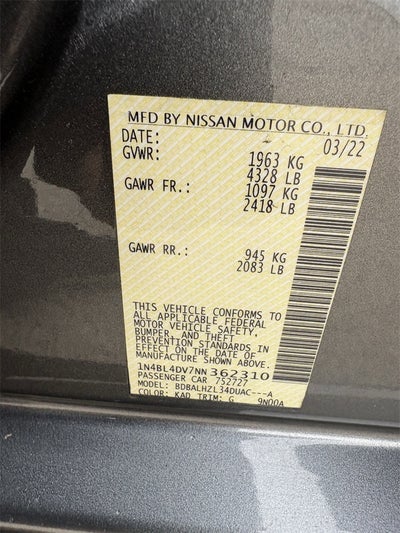 MFD BY NISSAN MOTOR CO., LTD.
DATE: 03/22
GVWR: 1963 KG
4328 LB
GAWR FR.: 1097 KG
2418 LB
GAWR RR.: 945 KG
2083 LB
THIS VEHICLE CONFORMS TO
ALL APPLICABLE FEDERAL
MOTOR VEHICLE SAFETY,
BUMPER, AND THEFT
PREVENTION STANDARDS IN
EFFECT ON THE DATE OF
MANUFACTURE SHOWN ABOVE.
1N4BL4DV7NN362310
PASSENGER CAR 752727
MODEL: BDBALHZL34DUAC---A
COLOR: KAD TRIM: G 9N00A